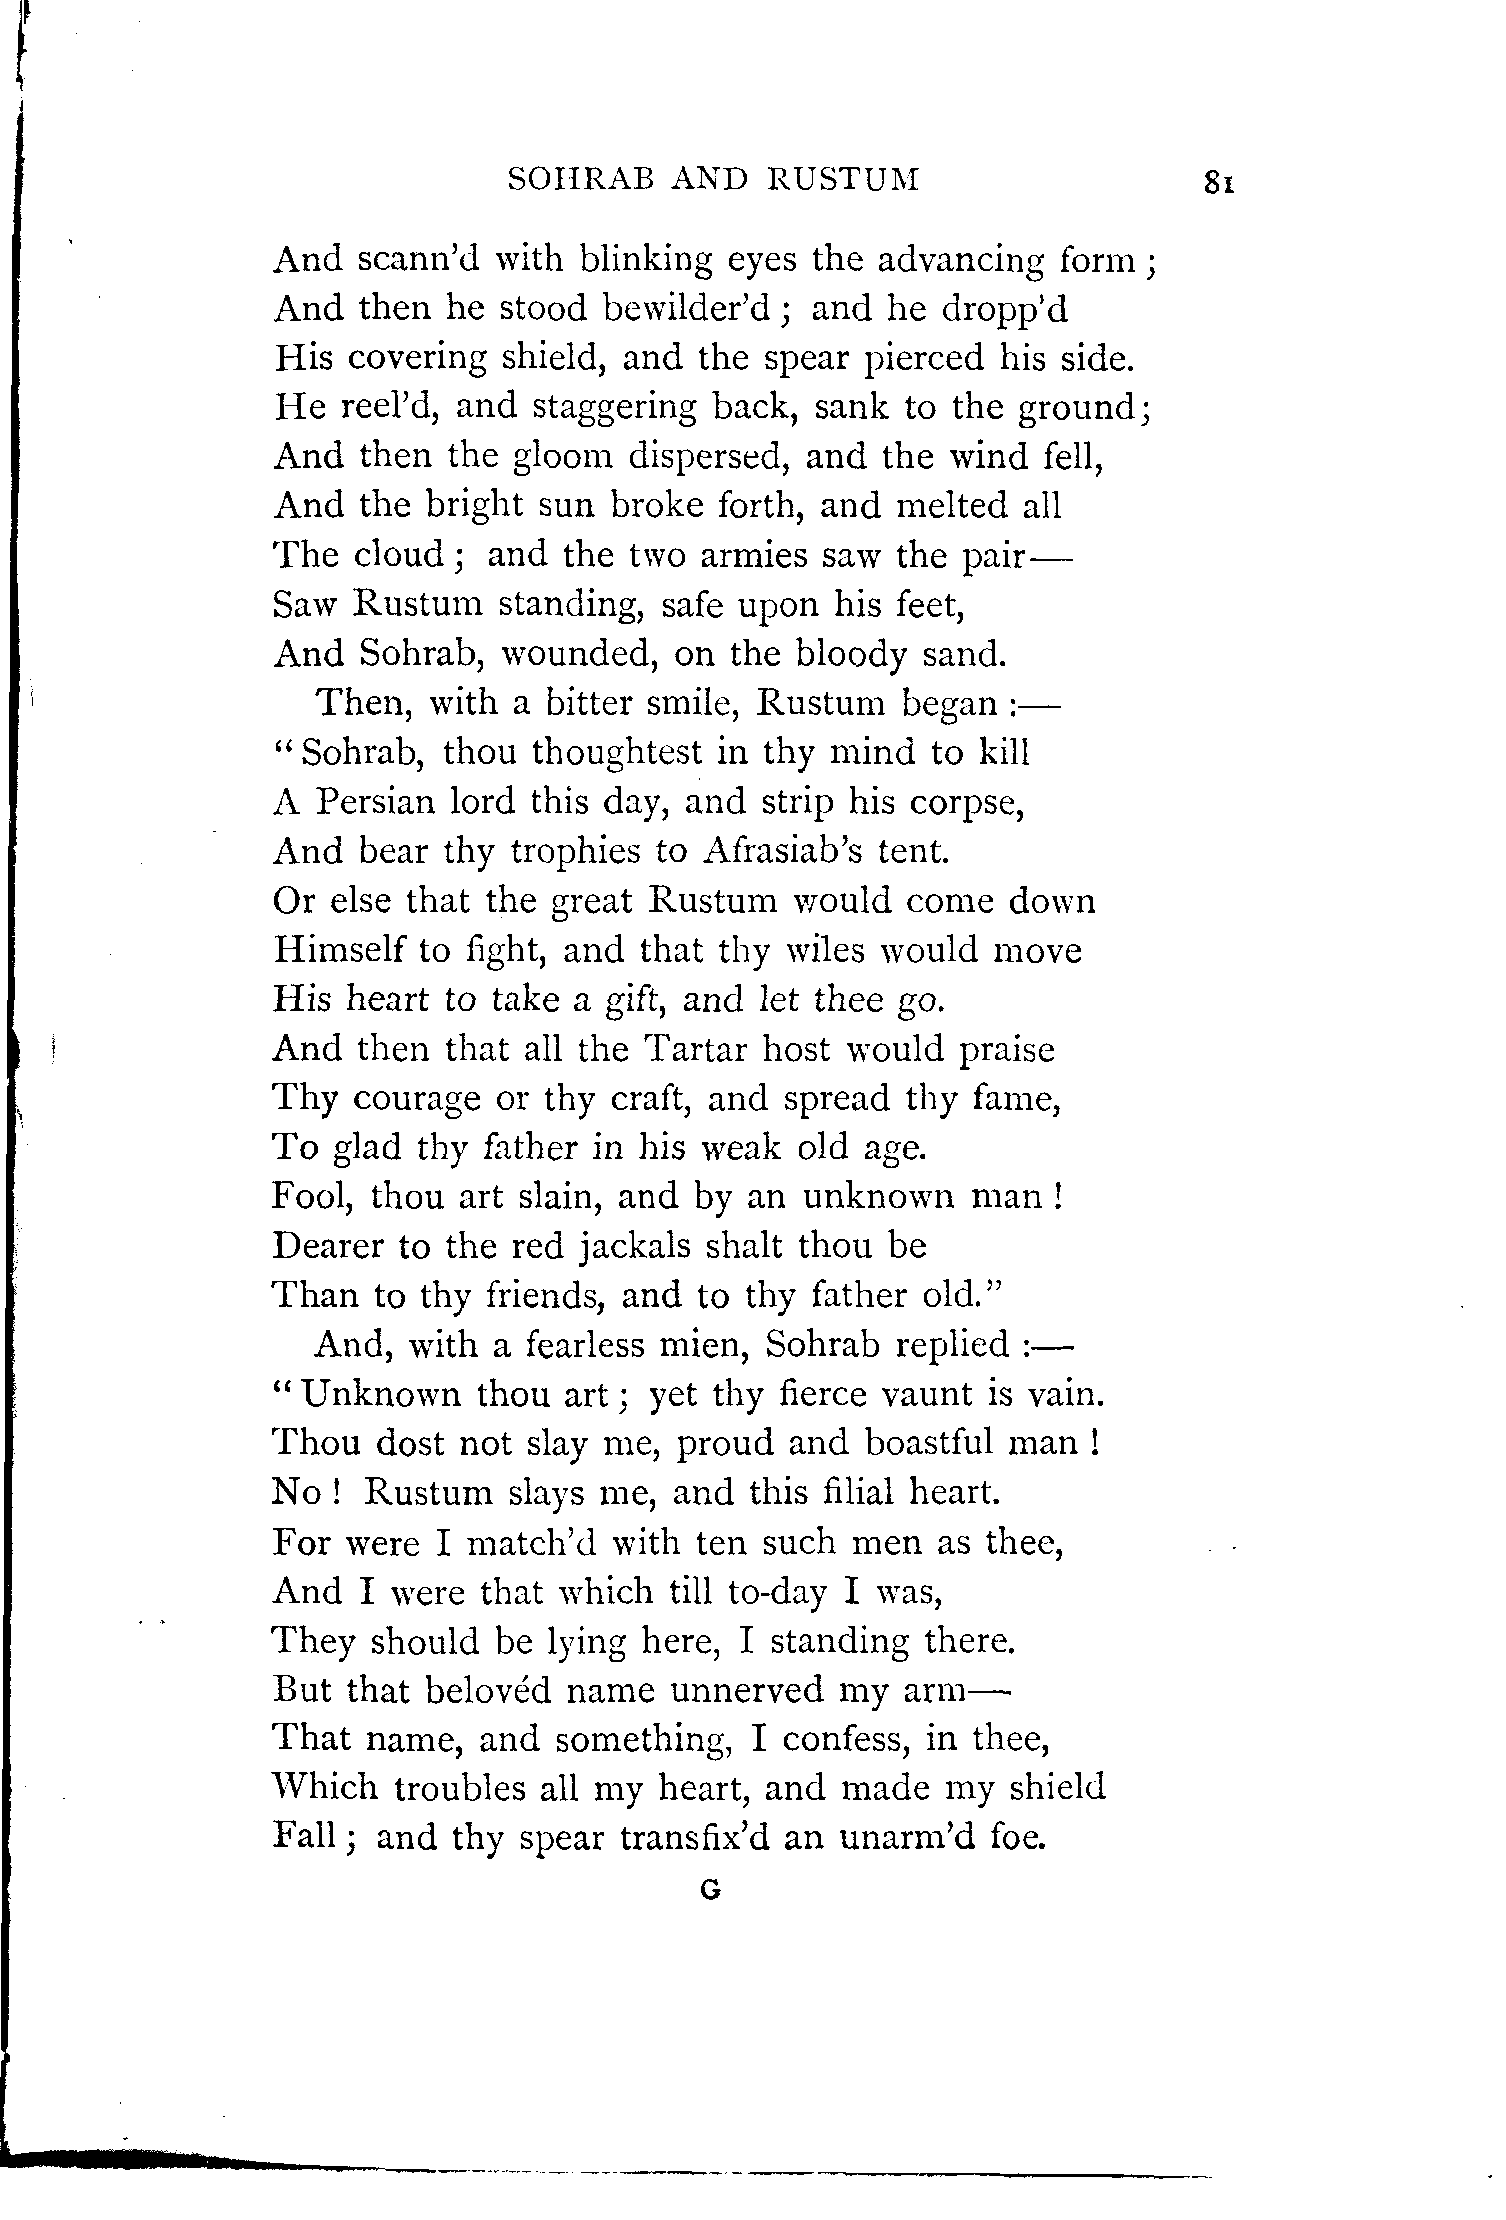 SOHRAB AND RUSTUM 81
And scann'd with blinking eyes the advancing form ;
And then he stood bewilder'd ; and he dropp'd
His covering shield, and the spear pierced his side.
He reel'd, and staggering back, sank to the ground;
And then the gloom dispersed, and the wind fell,
And the bright sun broke forth, and melted all
The cloud ; and the two armies saw the pair—
Saw Rustum standing, safe upon his feet,
And Sohrab, wounded, on the bloody sand.
Then, with a bitter smile, Rustum began :—
“ Sohrab, thou thoughtest in thy mind to kill
A Persian lord this day, and strip his corpse,
And bear thy trophies to Afrasiab's tent.
Or else that the great Rustum would come down
Himself to fight, and that thy wiles would move
His heart to take a gift, and let thee go.
And then that all the Tartar host would praise
Thy courage or thy craft, and spread thy fame,
To glad thy father in his weak old age.
Fool, thou art slain, and by an unknown man !
Dearer to the red jackals shalt thou be
Than to thy friends, and to thy father old.”
And, with a fearless mien, Sohrab replied :—
“ Unknown thou art ; yet thy fierce vaunt is vain.
Thou dost not slay me, proud and boastful man !
No ! Rustum slays me, and this filial heart.
For were I match'd with ten such men as thee,
And I were that which till to-day I was,
They should be lying here, I standing there.
But that belovéd name unnerved my arm—
That name, and something, I confess, in thee,
Which troubles all my heart, and made my shield
Fall ; and thy spear transfix'd an unarm'd foe.
G